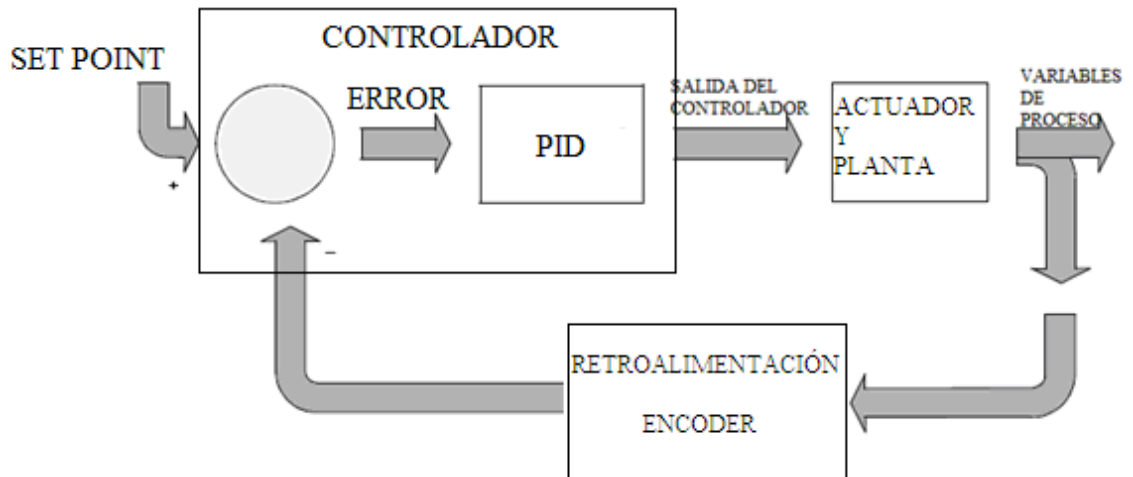 CONTROLADOR
SET POINT
+
ERROR
PID
SALIDA DEL
CONTROLADOR
ACTUADOR
Y
PLANTA
VARIABLES
DE
PROCESO
–
RETROALIMENTACIÓN
ENCODER